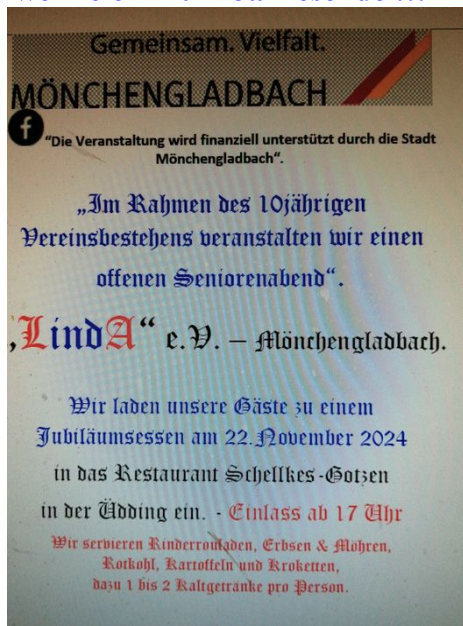 Gemeinsam. Vielfalt.
MÖNCHENGLADBACH
"Die Veranstaltung wird finanziell unterstützt durch die Stadt
Mönchengladbach“.
„Im Rahmen des 10jährigen
Vereinsbestehens veranstalten wir einen
offenen Seniorenabend“.
„LindA“ e.V. – Mönchengladbach.
Wir laden unsere Gäste zu einem
Jubiläumsessen am 22.November 2024
in das Restaurant Schellkes-Gotzen
in der Üdding ein. - Einlass ab 17 Uhr
Wir servieren Rinderrouladen, Erbsen & Möhren,
Rotkohl, Kartoffeln und Kroketten,
dazu 1 bis 2 Kaltgetränke pro Person.